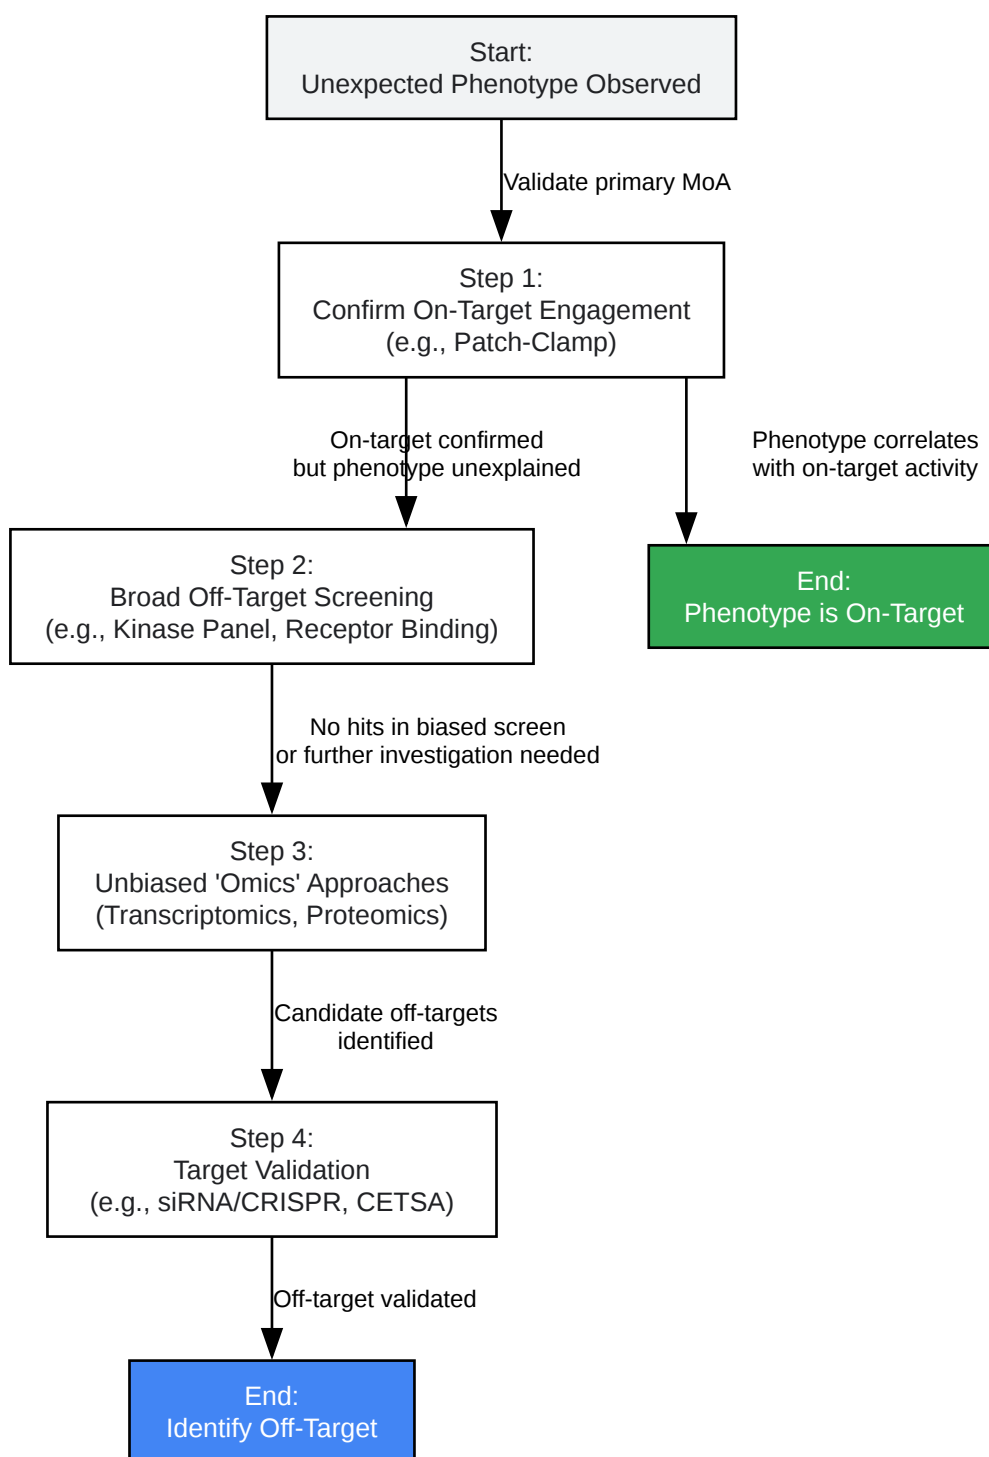 Start:
Unexpected Phenotype Observed
Validate primary MoA
Step 1:
Confirm On-Target Engagement
(e.g., Patch-Clamp)
On-target confirmed
but phenotype unexplained
Phenotype correlates
with on-target activity
Step 2:
Broad Off-Target Screening
(e.g., Kinase Panel, Receptor Binding)
End:
Phenotype is On-Target
No hits in biased screen
or further investigation needed
Step 3:
Unbiased 'Omics' Approaches
(Transcriptomics, Proteomics)
Candidate off-targets
identified
Step 4:
Target Validation
(e.g., siRNA/CRISPR, CETSA)
Off-target validated
End:
Identify Off-Target